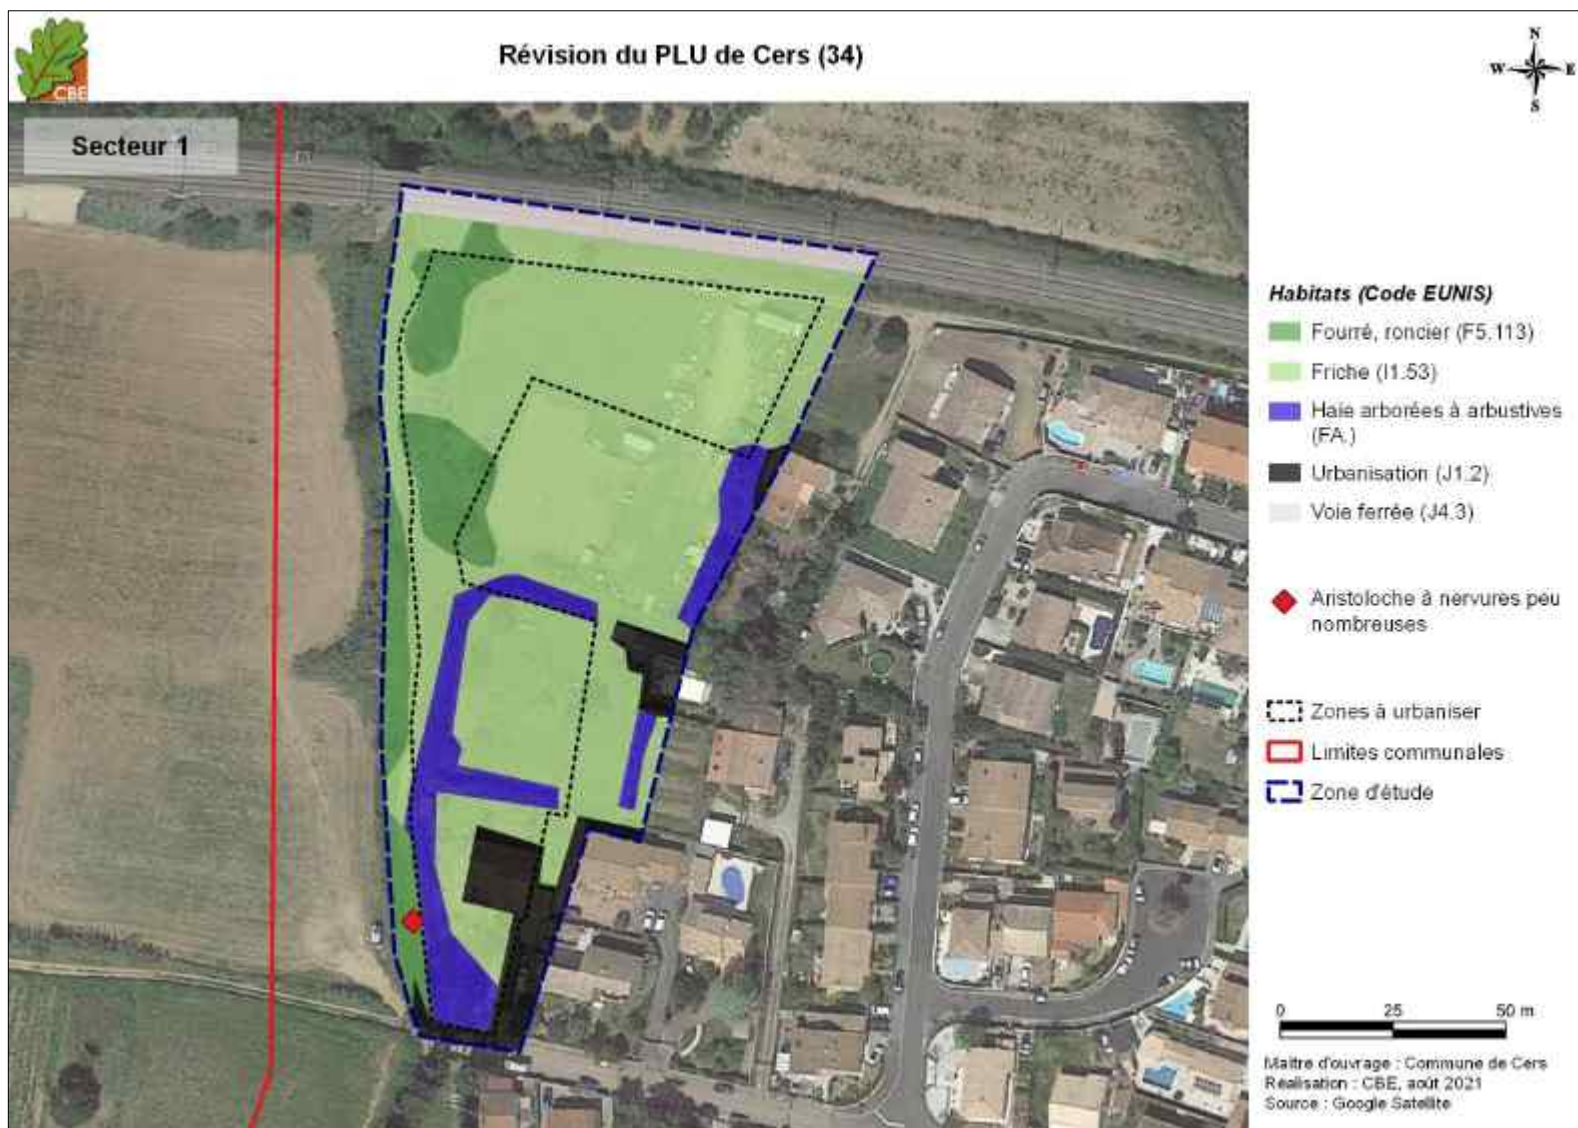 CBE
Révision du PLU de Cers (34)
N
W E
S
Secteur 1
Habitats (Code EUNIS)
Fourré, roncier (F5.113)
Friche (I1.53)
Haie arborées à arbustives
(FA.)
Urbanisation (J1.2)
Voie ferrée (J4.3)
Aristoloche à nervures peu
nombreuses
Zones à urbaniser
Limites communales
Zone d'étude
0 25 50 m
Maître d'ouvrage : Commune de Cers
Réalisation : CBE, août 2021
Source : Google Satellite